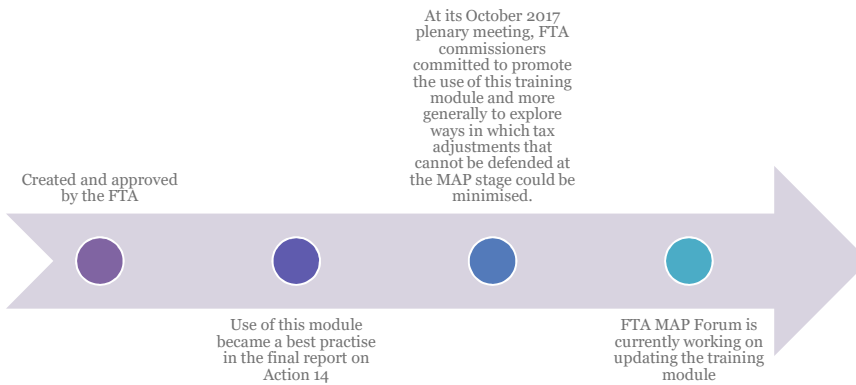 Created and approved
by the FTA
Use of this module
became a best practise
in the final report on
Action 14
At its October 2017
plenary meeting, FTA
commissioners
committed to promote
the use of this training
module and more
generally to explore
ways in which tax
adjustments that
cannot be defended at
the MAP stage could be
minimised.
FTA MAP Forum is
currently working on
updating the training
module